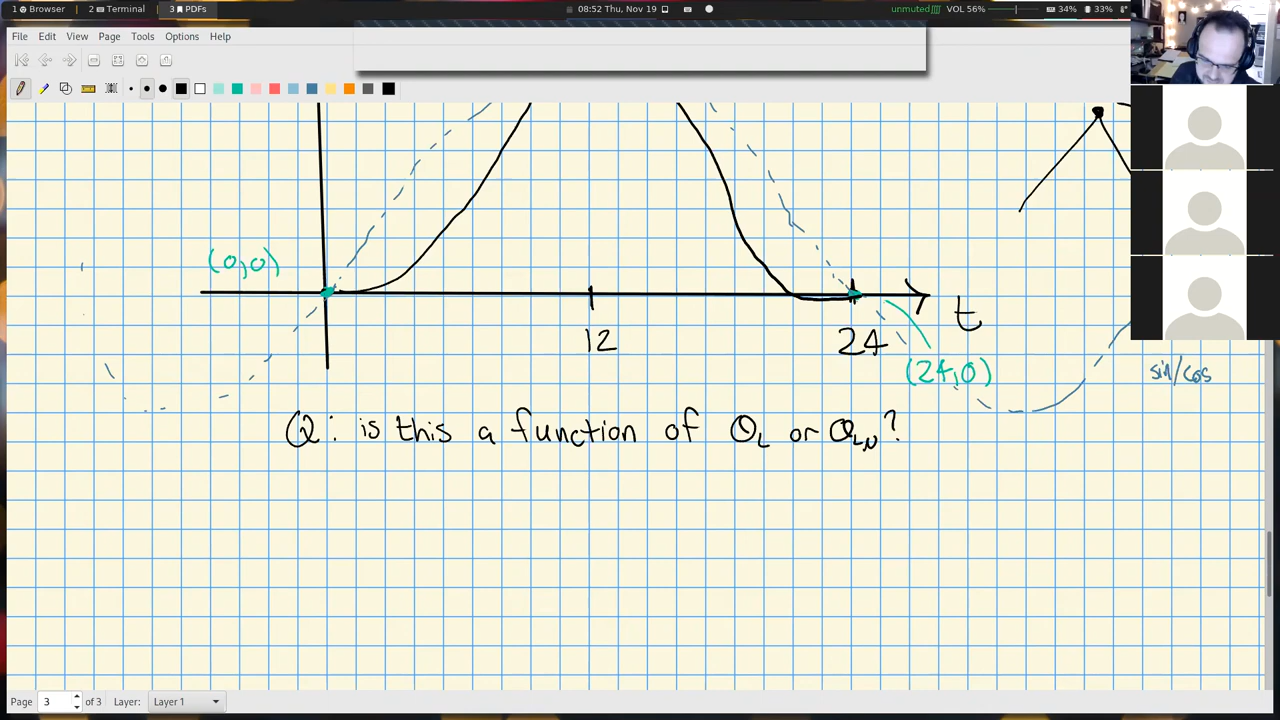 1 Browser 2 Terminal 3 PDFs 08:52 Thu, Nov 19 unmuted VOL 56% 34% 33%
File Edit View Page Tools Options Help
(0,0)
12
24
t
(24,0)
sin/cos
Q: is this a function of θL or θL,N?
Page 3 of 3 Layer: Layer 1